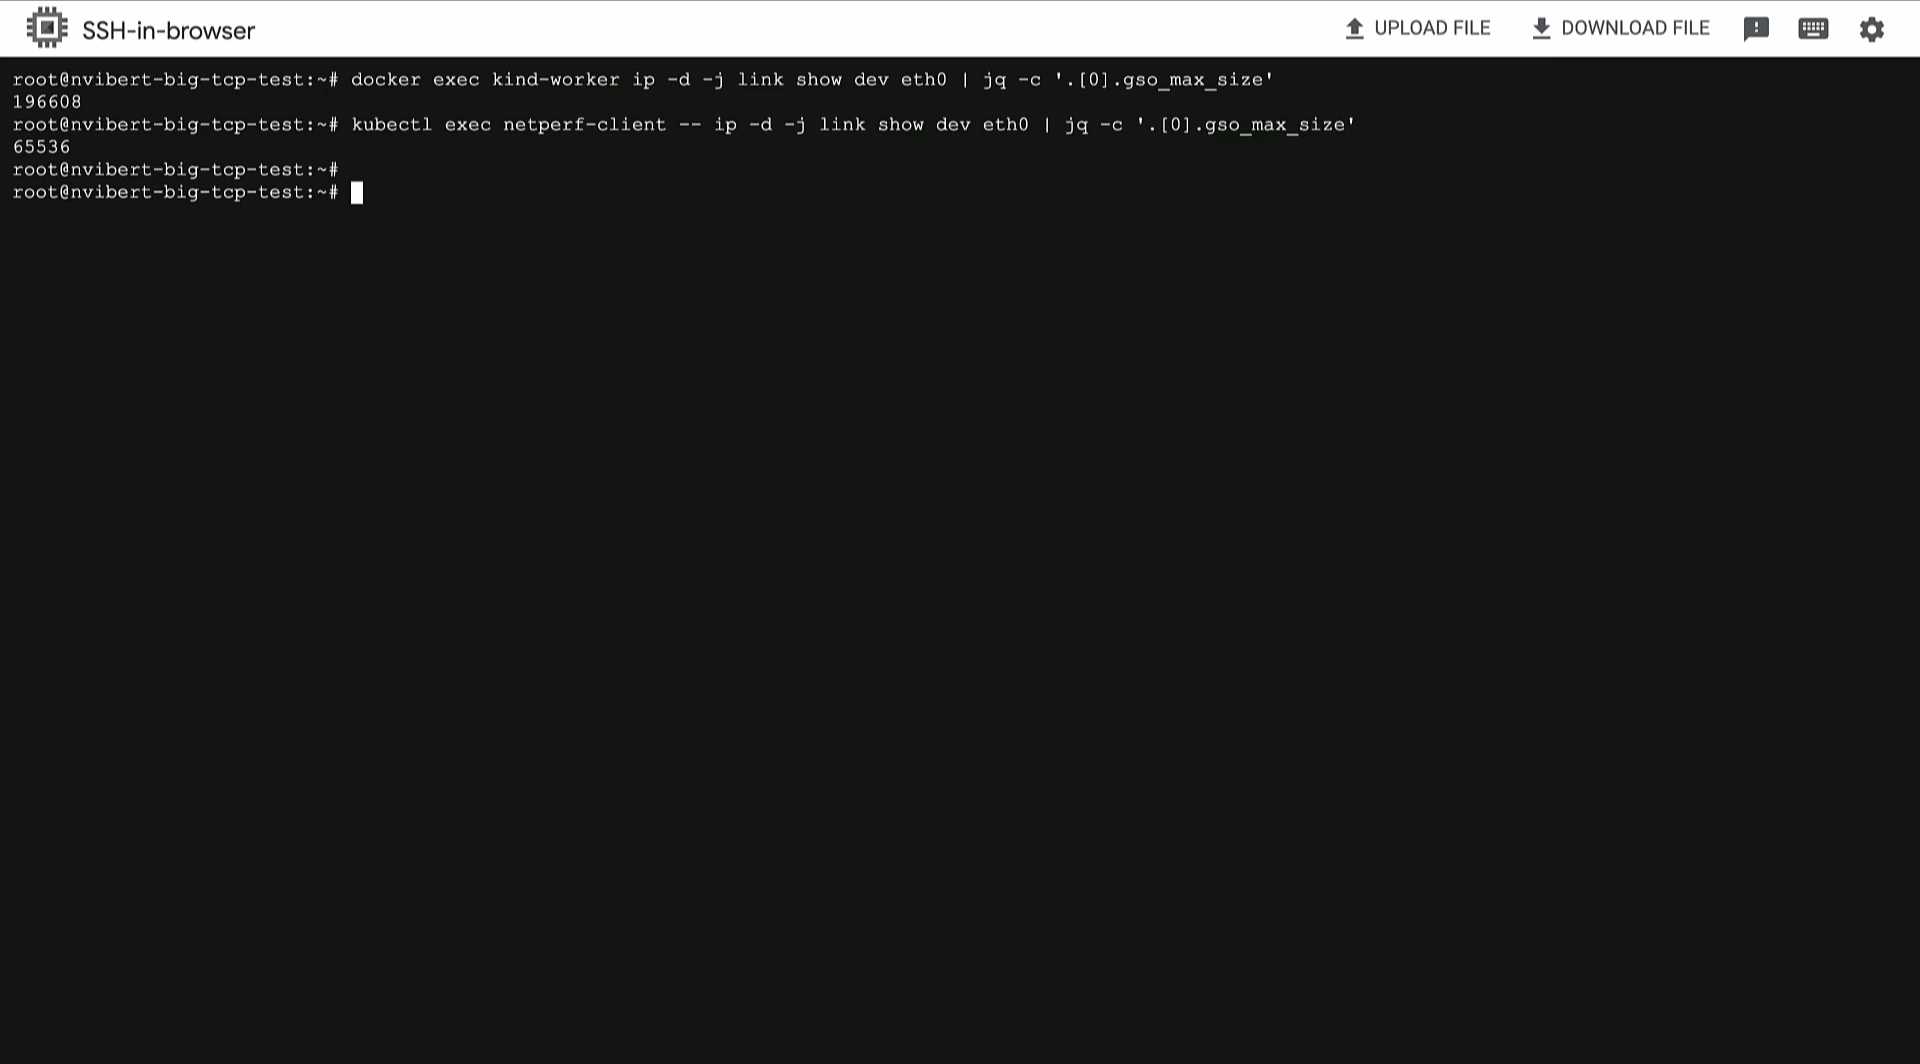 SSH-in-browser
UPLOAD FILE
DOWNLOAD FILE
root@nvibert-big-tcp-test:~# docker exec kind-worker ip -d -j link show dev eth0 | jq -c '.[0].gso_max_size'
196608
root@nvibert-big-tcp-test:~# kubectl exec netperf-client -- ip -d -j link show dev eth0 | jq -c '.[0].gso_max_size'
65536
root@nvibert-big-tcp-test:~#
root@nvibert-big-tcp-test:~#